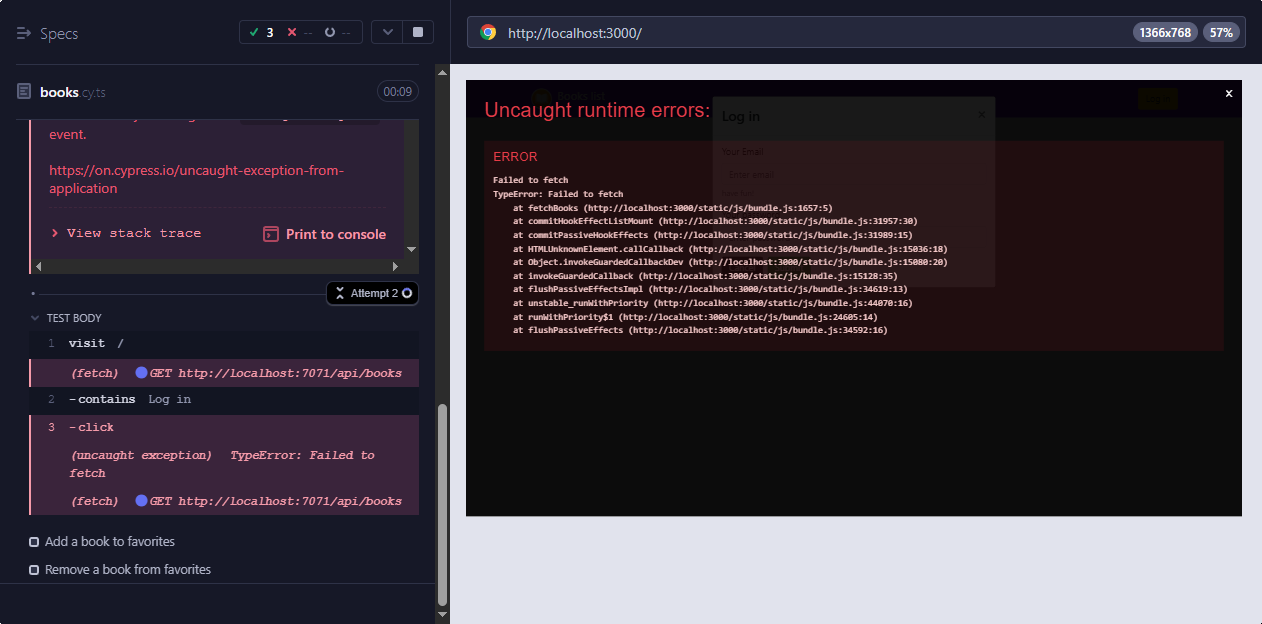 Specs
3
--
--
books.cy.ts
00:09
event.
https://on.cypress.io/uncaught-exception-from-
application
View stack trace
Print to console
Attempt 2
TEST BODY
1 visit /
(fetch) GET http://localhost:7071/api/books
2 -contains Log in
3 -click
(uncaught exception) TypeError: Failed to
fetch
(fetch) GET http://localhost:7071/api/books
Add a book to favorites
Remove a book from favorites
http://localhost:3000/
1366x768
57%
Uncaught runtime errors:
Log in
Your Email
Enter email
ERROR
Failed to fetch
TypeError: Failed to fetch
at fetchBooks (http://localhost:3000/static/js/bundle.js:1657:5)
at commitHookEffectListMount (http://localhost:3000/static/js/bundle.js:31957:30)
at commitPassiveHookEffects (http://localhost:3000/static/js/bundle.js:31989:15)
at HTMLUnknownElement.callCallback (http://localhost:3000/static/js/bundle.js:15036:18)
at Object.invokeGuardedCallbackDev (http://localhost:3000/static/js/bundle.js:15080:20)
at invokeGuardedCallback (http://localhost:3000/static/js/bundle.js:15128:35)
at flushPassiveEffectsImpl (http://localhost:3000/static/js/bundle.js:34619:13)
at unstable_runWithPriority (http://localhost:3000/static/js/bundle.js:44070:16)
at runWithPriority$1 (http://localhost:3000/static/js/bundle.js:24605:14)
at flushPassiveEffects (http://localhost:3000/static/js/bundle.js:34592:16)